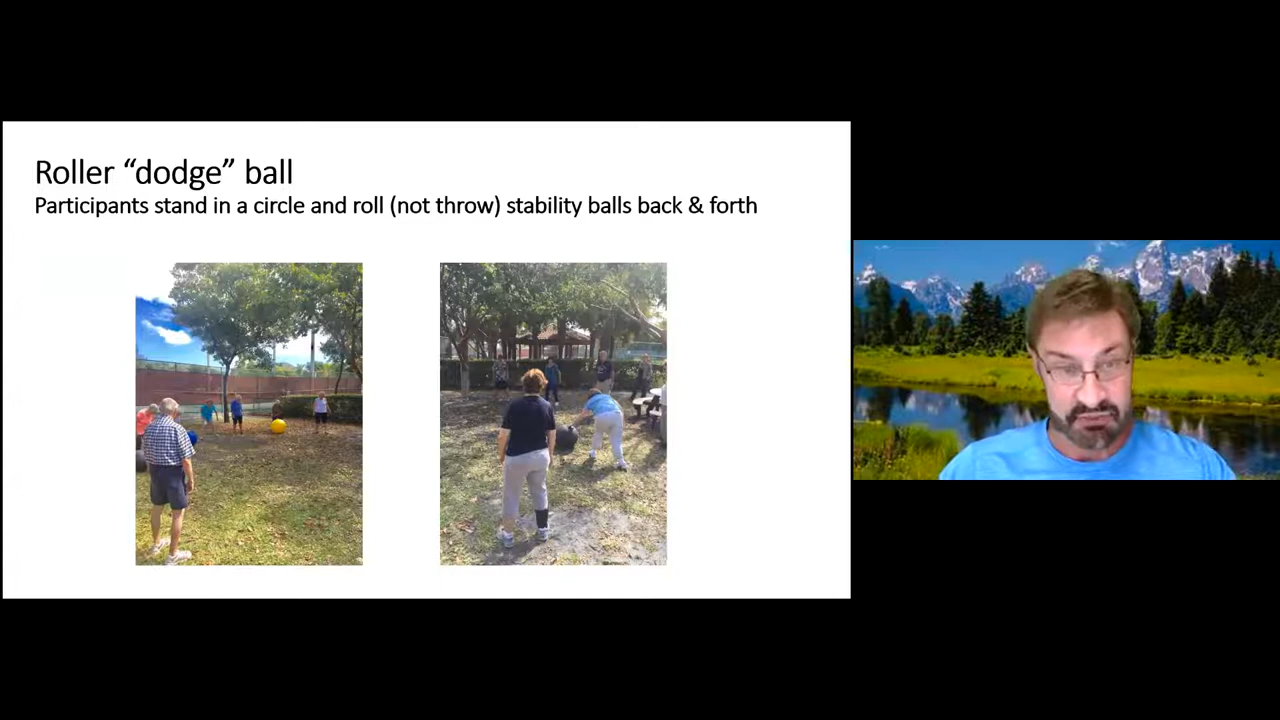 Roller “dodge” ball
Participants stand in a circle and roll (not throw) stability balls back & forth